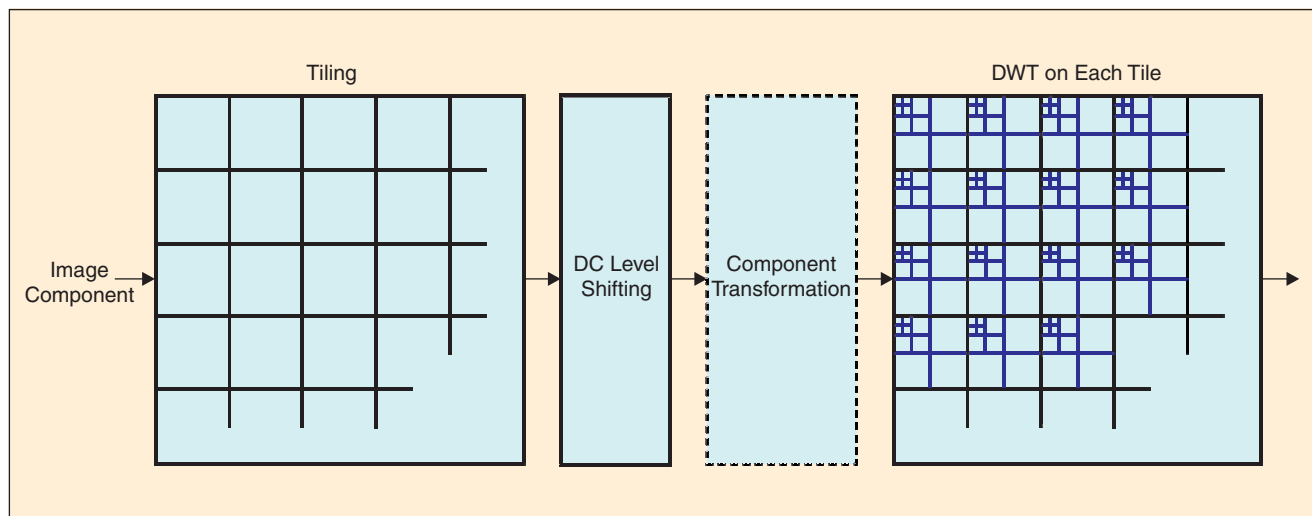 Tiling
DWT on Each Tile
Image
Component
DC Level
Shifting
Component
Transformation